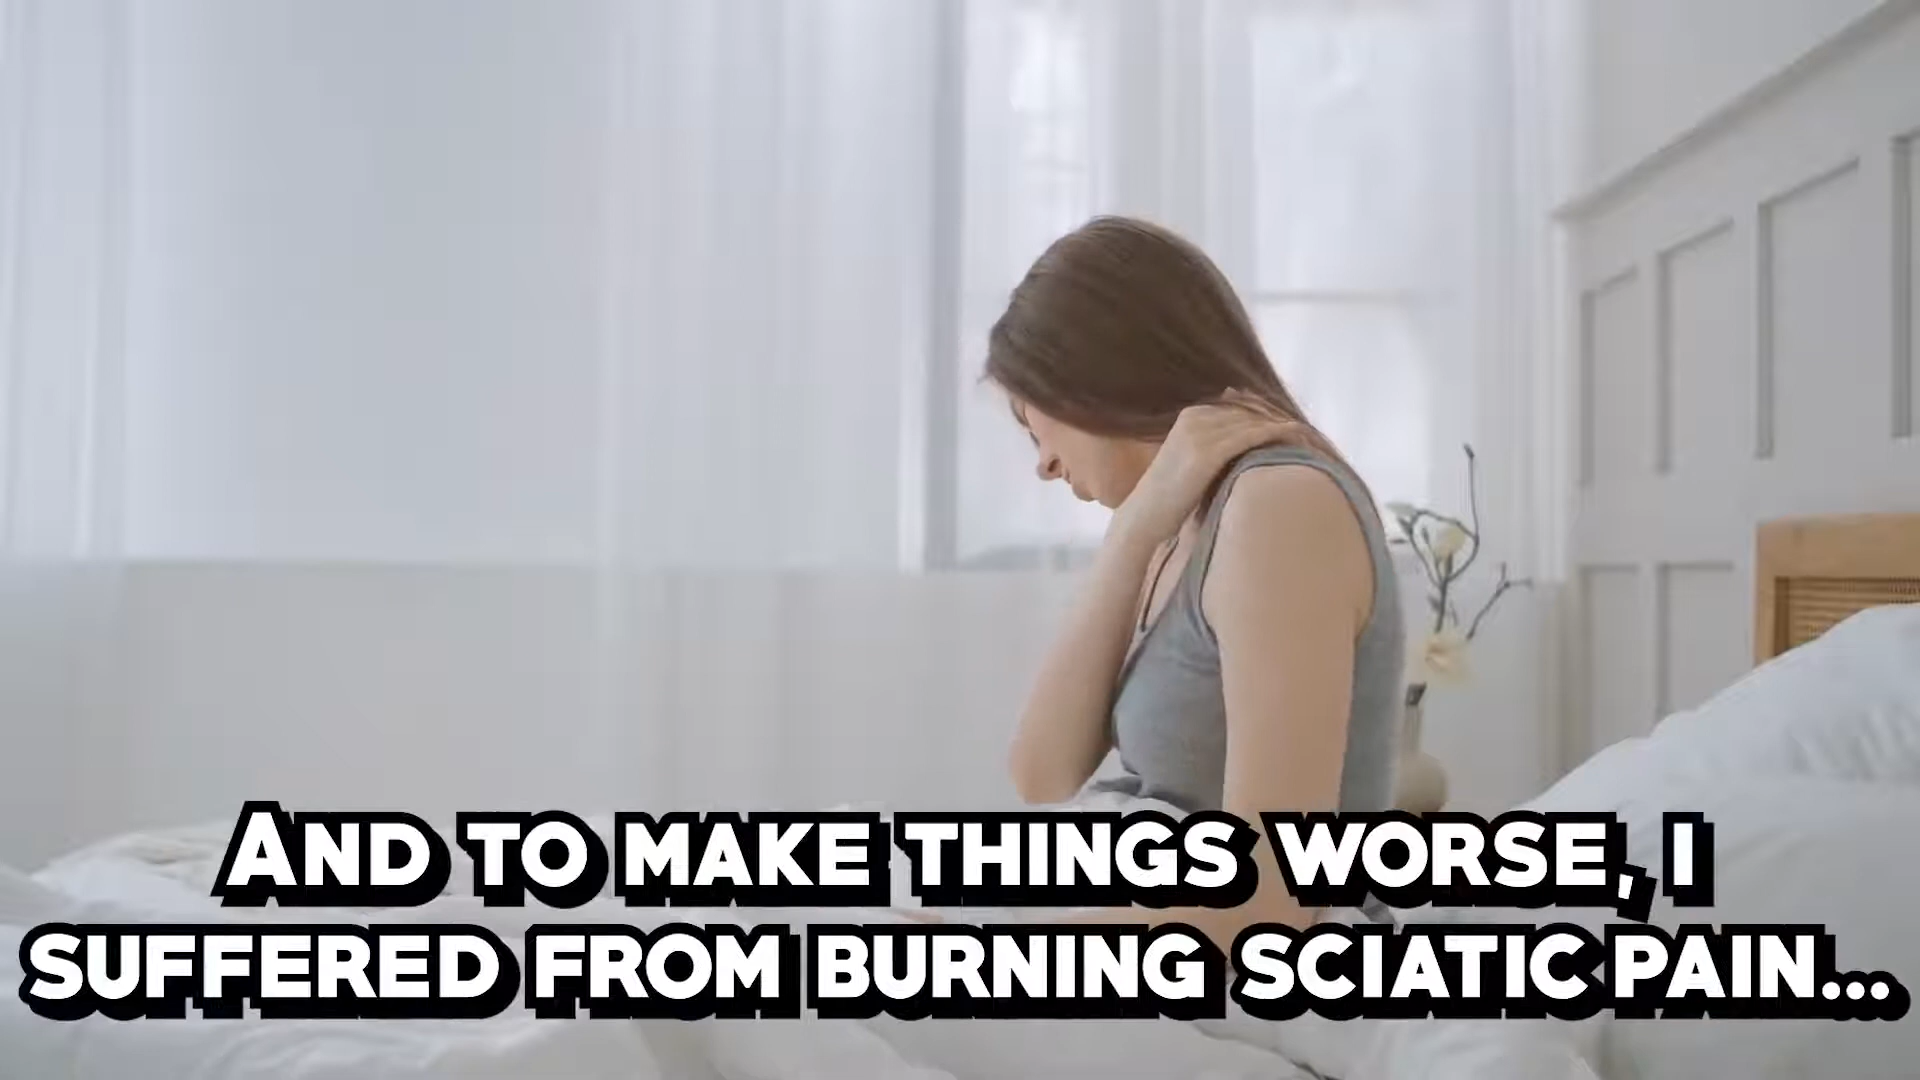 And to make things worse, I
suffered from burning sciatic pain...